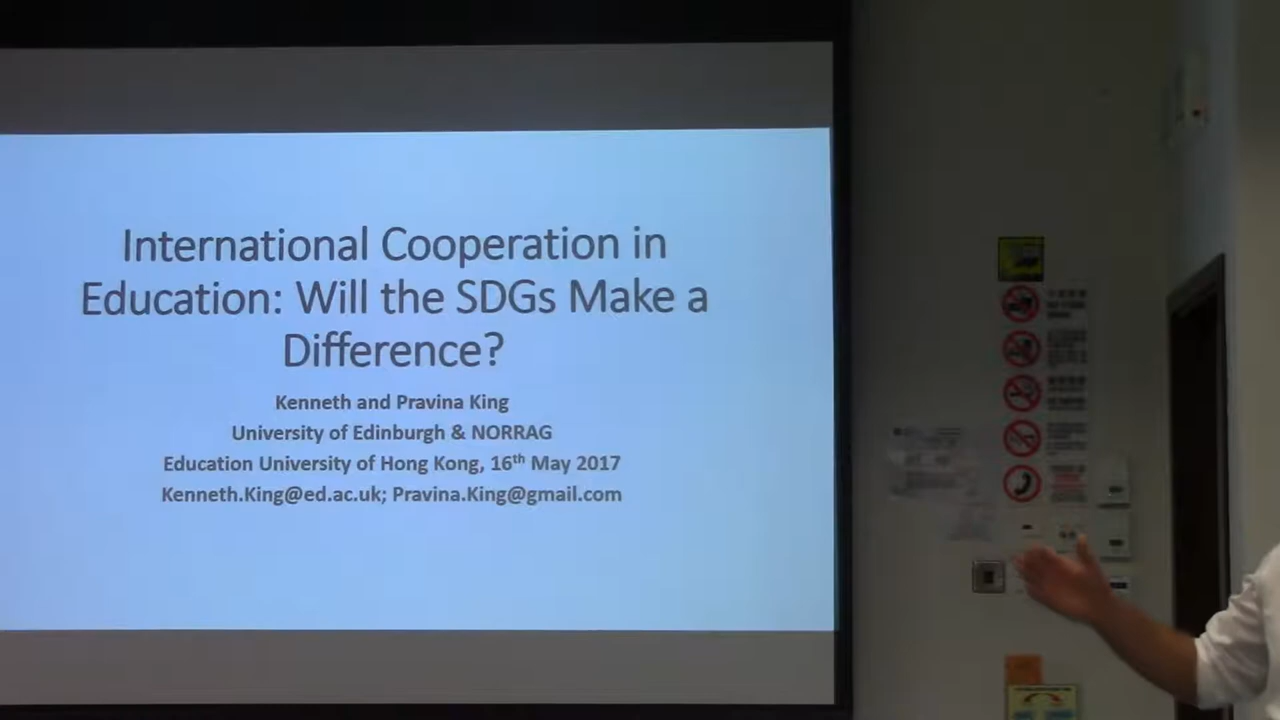 International Cooperation in
Education: Will the SDGs Make a
Difference?
Kenneth and Pravina King
University of Edinburgh & NORRAG
Education University of Hong Kong, 16th May 2017
Kenneth.King@ed.ac.uk; Pravina.King@gmail.com